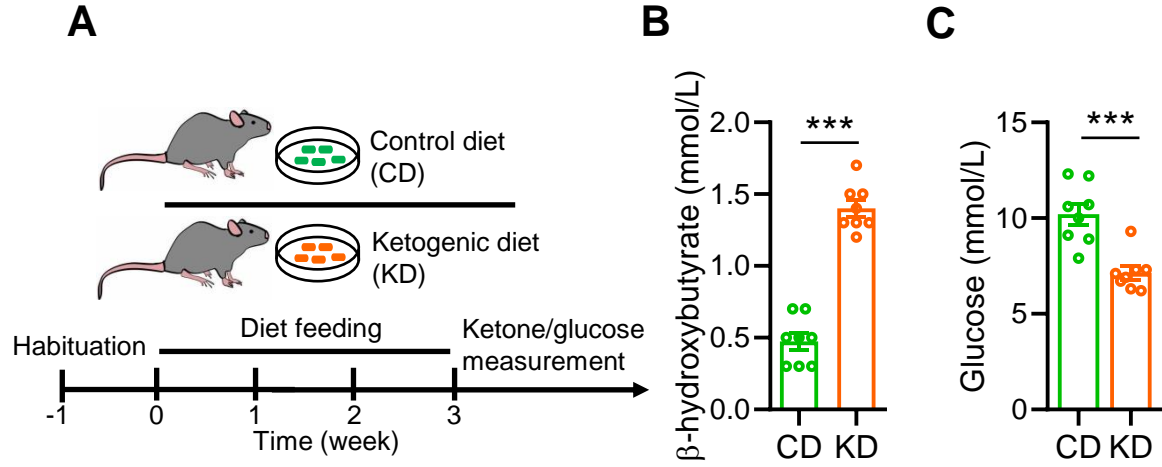 A
Control diet
(CD)
Ketogenic diet
(KD)
Diet feeding
Habituation
Ketone/glucose
measurement
-1
0
1
2
3
Time (week)
B
β-hydroxybutyrate (mmol/L)
2.0
1.5
1.0
0.5
0.0
***
CD
KD
C
Glucose (mmol/L)
15
10
5
0
***
CD
KD